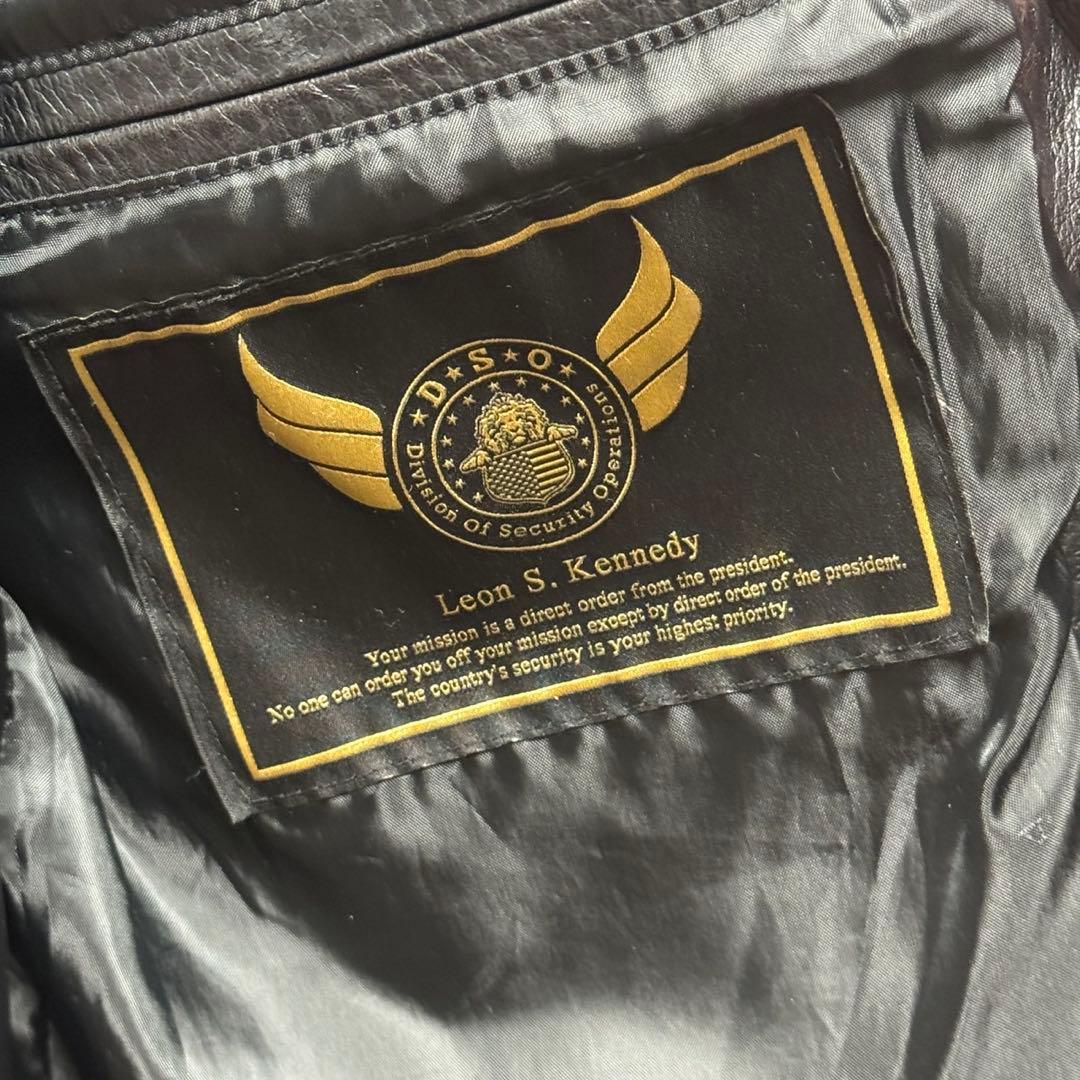 D★S★O
Division Of Security Operations
Leon S. Kennedy
Your mission is a direct order from the president.
No one can order you off your mission except by direct order of the president.
The country's security is your highest priority.